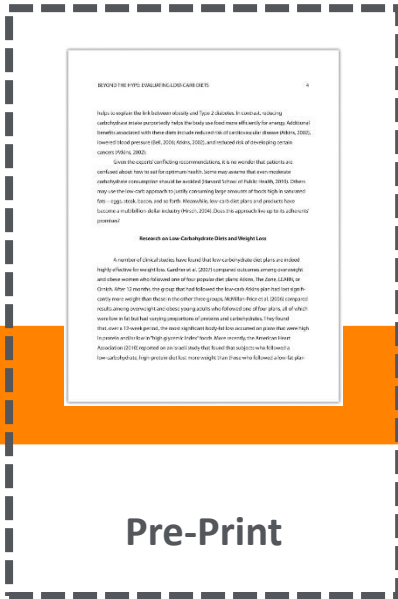 BEYOND THE HYPE: EVALUATING LOW-CARB DIETS 4
helps to explain the link between obesity and Type 2 diabetes. In contrast, reducing
carbohydrate intake purportedly helps the body use food more efficiently for energy. Additional
benefits associated with these diets include reduced risk of cardiovascular disease (Atkins, 2002),
lowered blood pressure (Bell, 2006; Atkins, 2002), and reduced risk of developing certain
cancers (Atkins, 2002).
Given the experts' conflicting recommendations, it is no wonder that patients are
confused about how to eat for optimum health. Some may assume that even moderate
carbohydrate consumption should be avoided (Harvard School of Public Health, 2010). Others
may use the low-carb approach to justify consuming large amounts of foods high in saturated
fat—eggs, steak, bacon, and so forth. Meanwhile, low-carb diet plans and products have
become a multibillion-dollar industry (Hirsch, 2004). Does this approach live up to its adherents'
promises?
Research on Low-Carbohydrate Diets and Weight Loss
A number of clinical studies have found that low-carbohydrate diet plans are indeed
highly effective for weight loss. Gardner et al. (2007) compared outcomes among overweight
and obese women who followed one of four popular diet plans: Atkins, The Zone, LEARN, or
Ornish. After 12 months, the group that had followed the low-carb Atkins plan had lost signifi-
cantly more weight than those in the other three groups. McMillan-Price et al. (2006) compared
results among overweight and obese young adults who followed one of four plans, all of which
were low in fat but had varying proportions of proteins and carbohydrates. They found
that, over a 12-week period, the most significant body-fat loss occurred on plans that were high
in protein and/or low in "high glycemic index" foods. More recently, the American Heart
Association (2010) reported on an Israeli study that found that subjects who followed a
low-carbohydrate, high-protein diet lost more weight than those who followed a low-fat plan
Pre-Print